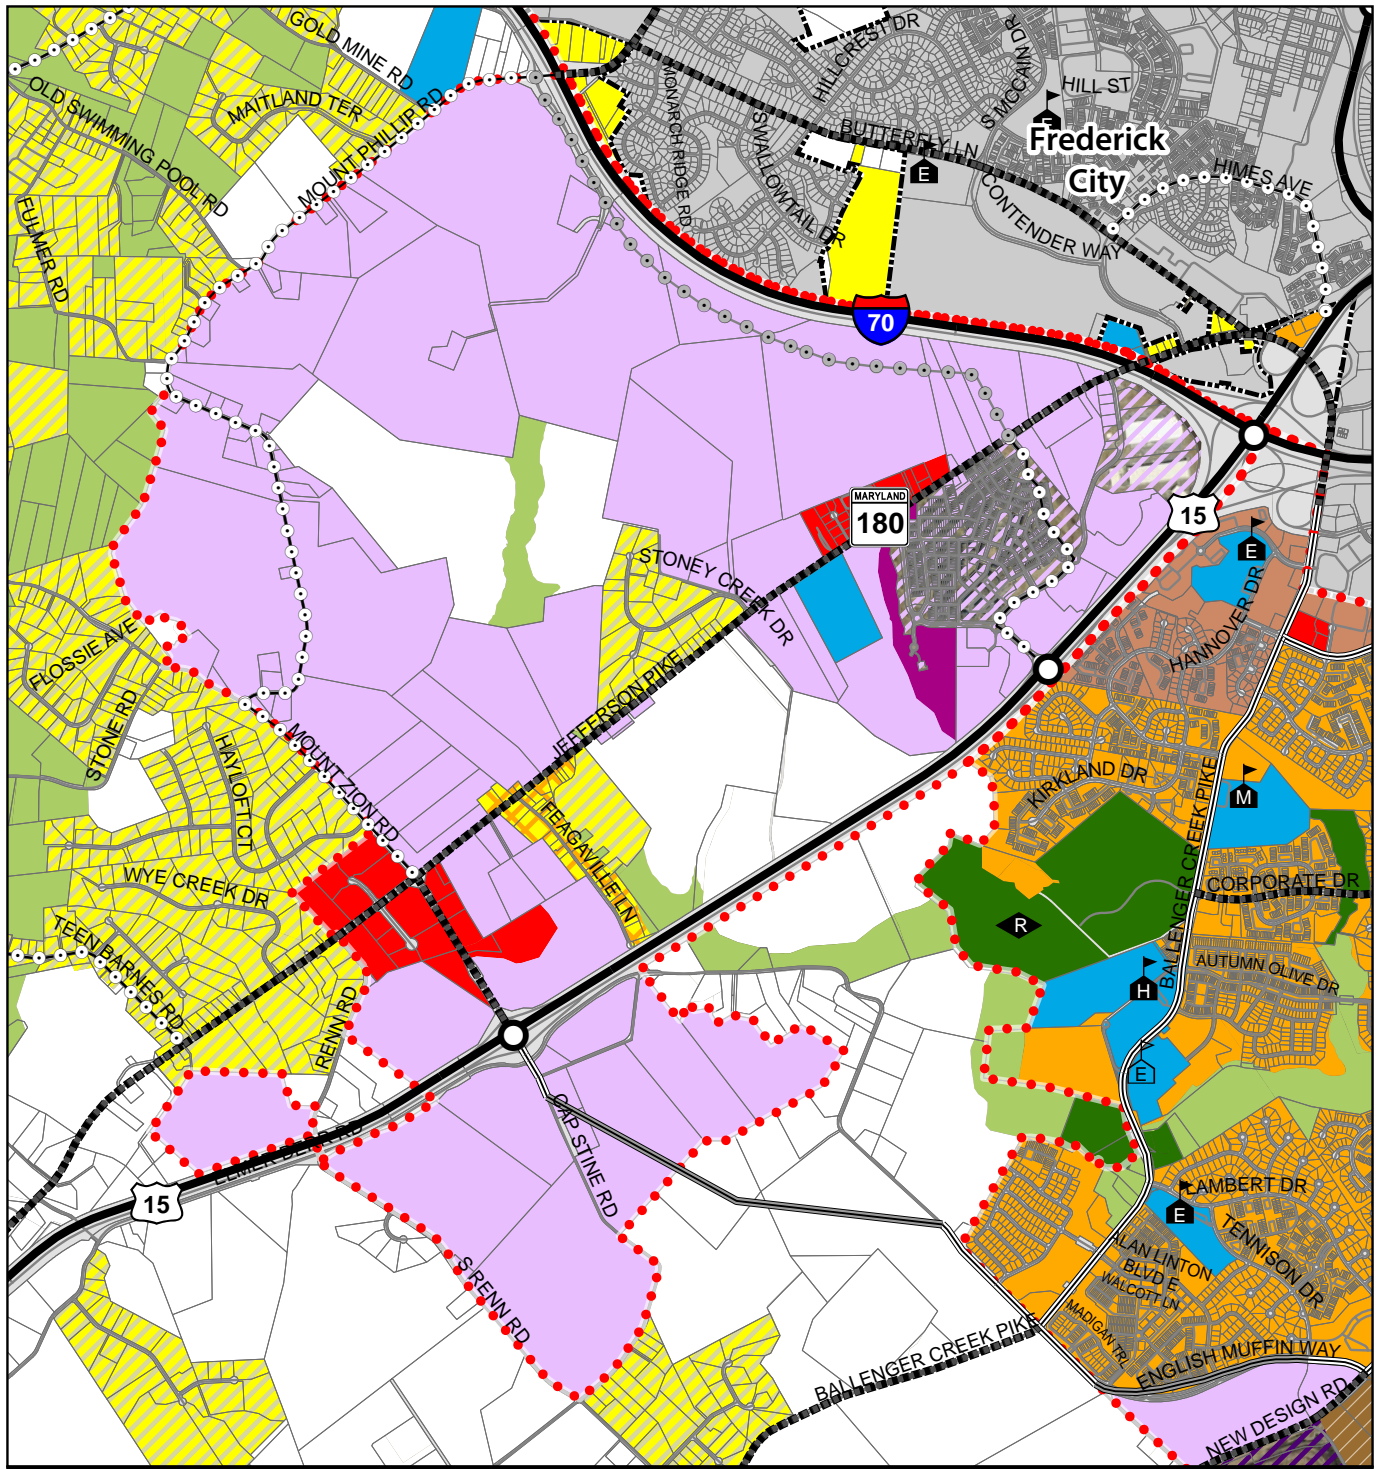 GOLD MINE RD
HILLCREST DR
S MCCAIN DR
HILL ST
OLD SWIMMING POOL RD
MAITLAND TER
MOUNT PHILLIP RD
MONARCH RIDGE RD
SWALLOWTAIL DR
BUTTERFLY LN
E
Frederick
City
E
HIMES AVE
CONTENDER WAY
FULMER RD
70
MARYLAND
180
15
E
STONEY CREEK DR
HANNOVER DR
FLOSSIE AVE
STONE RD
HAYLOFT CT
MOUNT ZION RD
JEFFERSON PIKE
KIRKLAND DR
BALLENGER CREEK PIKE
M
FEAGAVILLE LN
WYE CREEK DR
CORPORATE DR
TEEN BARNES RD
R
AUTUMN OLIVE DR
H
RENN RD
E
CAP STINE RD
ELMER DERR RD
15
LAMBERT DR
E
TENNISON DR
ALAN LINTON
BLVD E
WALCOTT LN
S RENN RD
MADIGAN TRL
BALLENGER CREEK PIKE
ENGLISH MUFFIN WAY
NEW DESIGN RD